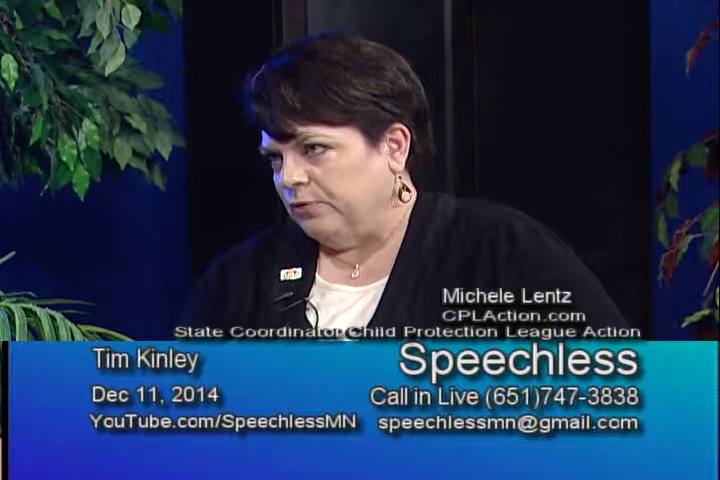 Michele Lentz
CPLAction.com
State Coordinator Child Protection League Action
Tim Kinley
Speechless
Dec 11, 2014
Call in Live (651)747-3838
YouTube.com/SpeechlessMN
speechlessmn@gmail.com